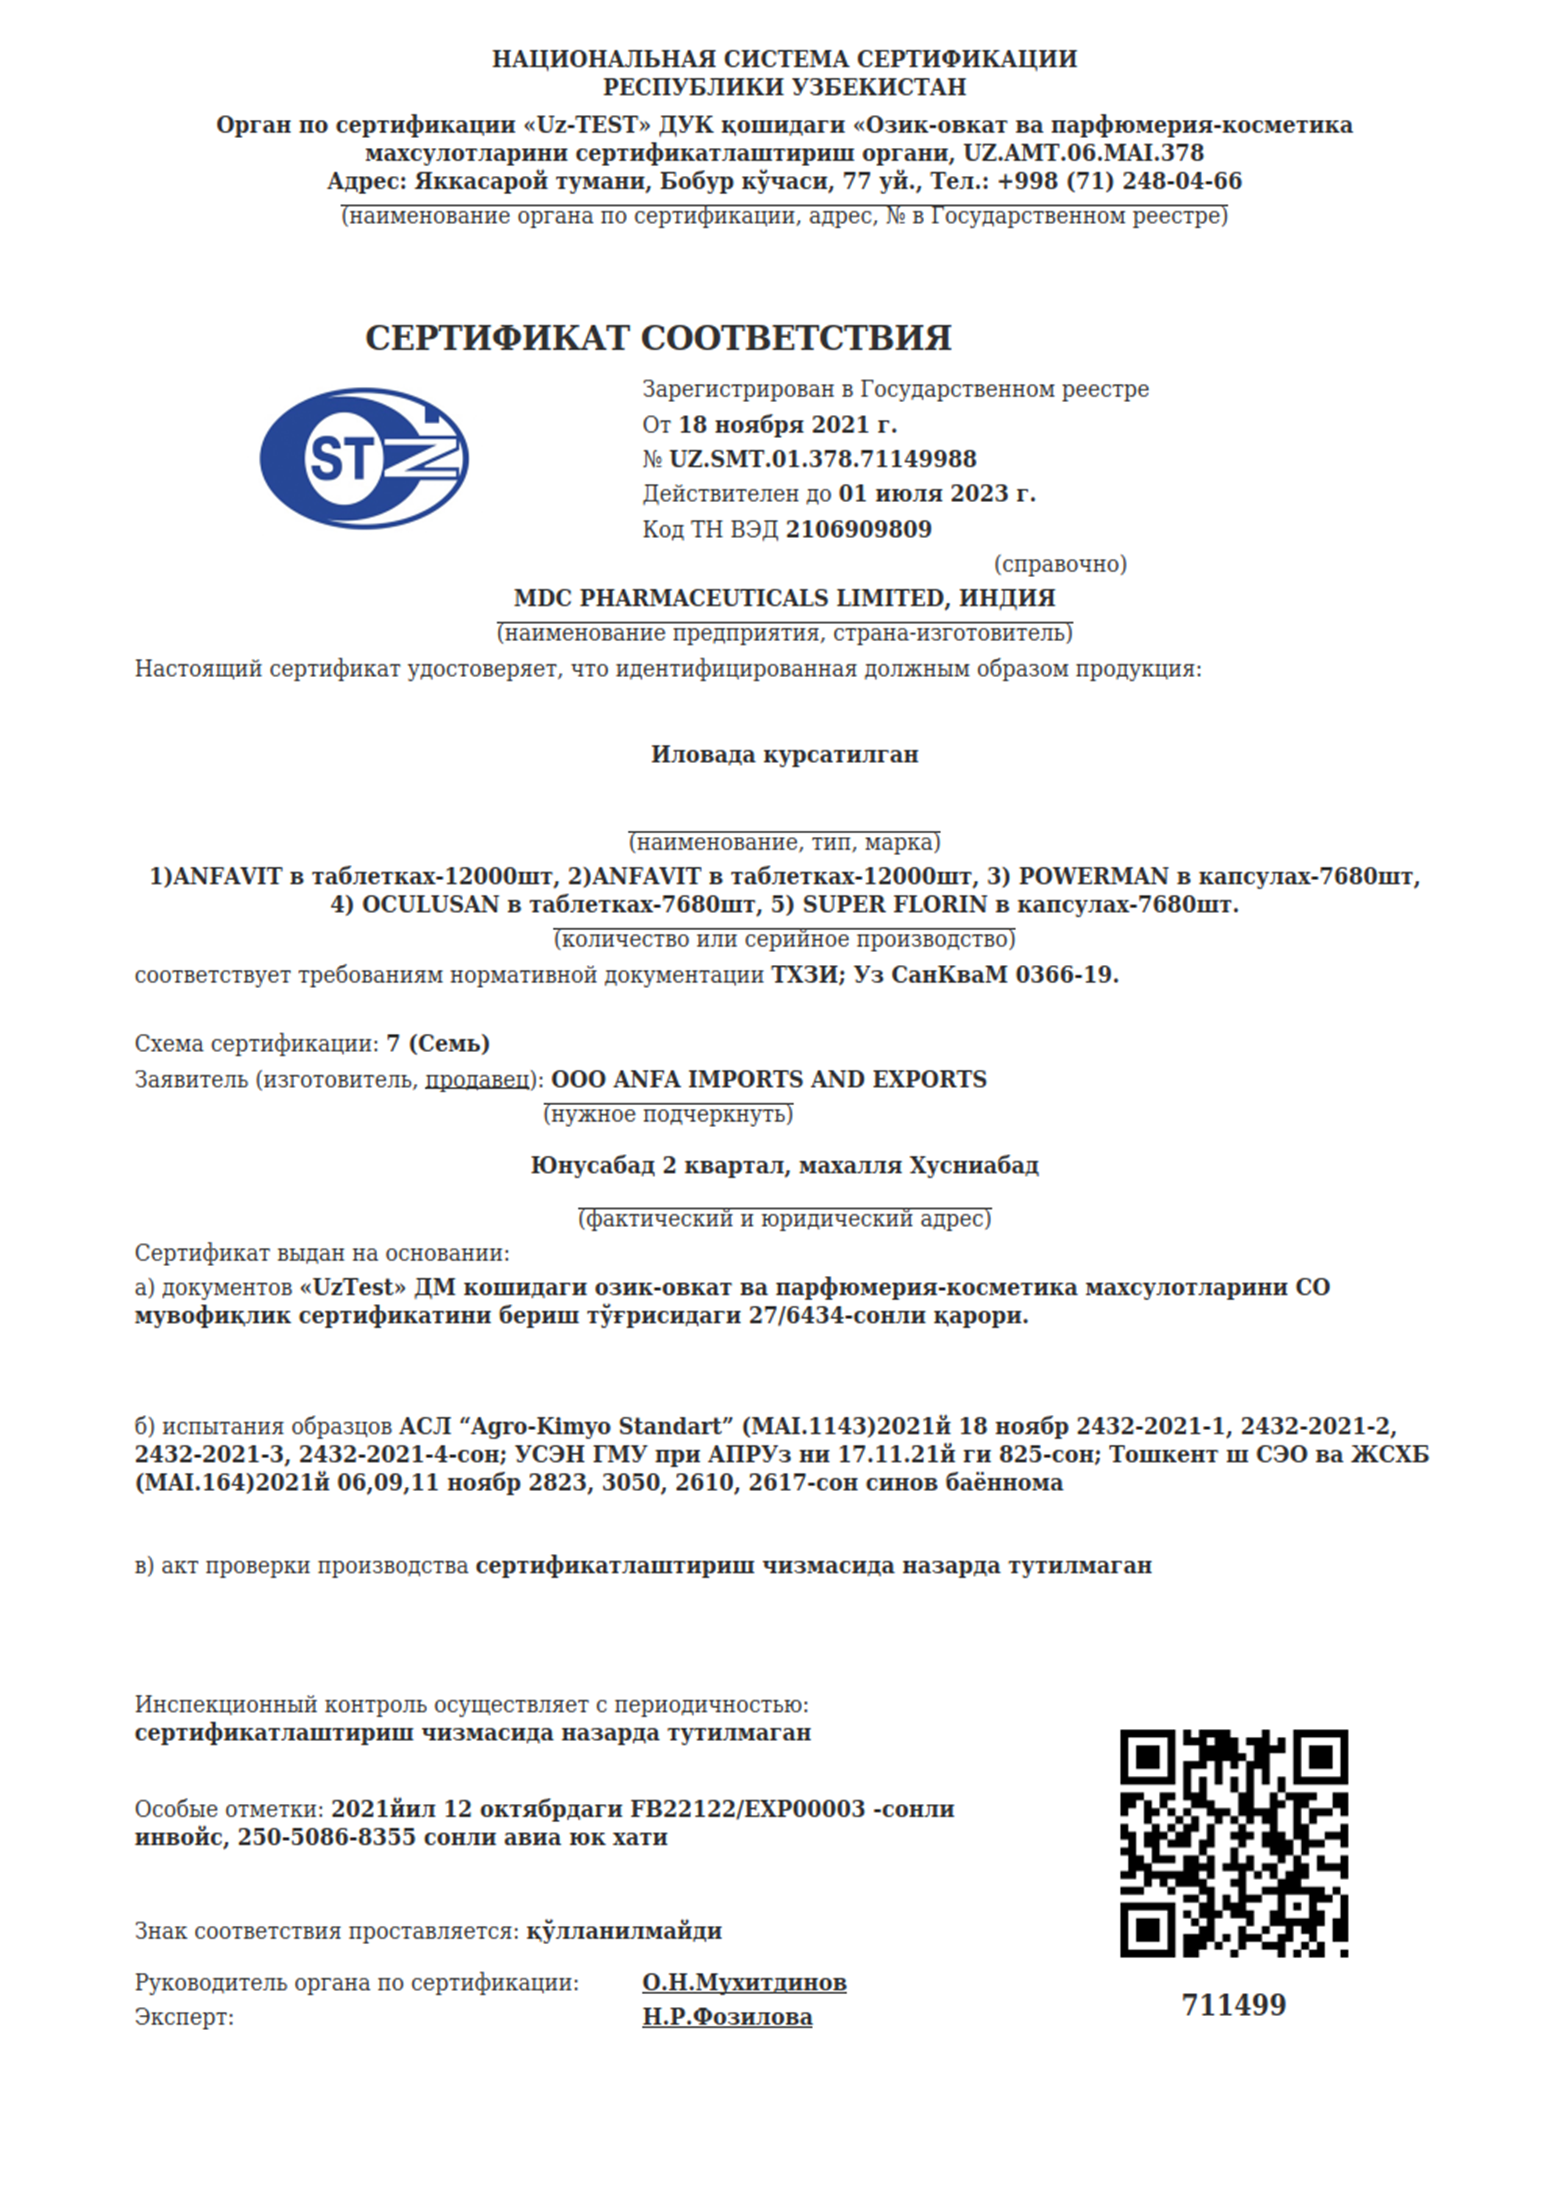 НАЦИОНАЛЬНАЯ СИСТЕМА СЕРТИФИКАЦИИ
РЕСПУБЛИКИ УЗБЕКИСТАН
Орган по сертификации «Uz-TEST» ДУК қошидаги «Озик-овкат ва парфюмерия-косметика
махсулотларини сертификатлаштириш органи, UZ.AMT.06.MAI.378
Адрес: Яккасарой тумани, Бобур кўчаси, 77 уй., Тел.: +998 (71) 248-04-66
(наименование органа по сертификации, адрес, № в Государственном реестре)
СЕРТИФИКАТ СООТВЕТСТВИЯ
ST
Зарегистрирован в Государственном реестре
От 18 ноября 2021 г.
№ UZ.SMT.01.378.71149988
Действителен до 01 июля 2023 г.
Код ТН ВЭД 2106909809
(справочно)
MDC PHARMACEUTICALS LIMITED, ИНДИЯ
(наименование предприятия, страна-изготовитель)
Настоящий сертификат удостоверяет, что идентифицированная должным образом продукция:
Иловада курсатилган
(наименование, тип, марка)
1)ANFAVIT в таблетках-12000шт, 2)ANFAVIT в таблетках-12000шт, 3) POWERMAN в капсулах-7680шт,
4) OCULUSAN в таблетках-7680шт, 5) SUPER FLORIN в капсулах-7680шт.
(количество или серийное производство)
соответствует требованиям нормативной документации ТХЗИ; Уз СанКваМ 0366-19.
Схема сертификации: 7 (Семь)
Заявитель (изготовитель, продавец): ООО ANFA IMPORTS AND EXPORTS
(нужное подчеркнуть)
Юнусабад 2 квартал, махалля Хусниабад
(фактический и юридический адрес)
Сертификат выдан на основании:
а) документов «UzTest» ДМ кошидаги озик-овкат ва парфюмерия-косметика махсулотларини СО
мувофиқлик сертификатини бериш тўғрисидаги 27/6434-сонли қарори.
б) испытания образцов АСЛ “Agro-Kimyo Standart” (MAI.1143)2021й 18 ноябр 2432-2021-1, 2432-2021-2,
2432-2021-3, 2432-2021-4-сон; УСЭН ГМУ при АПРУз ни 17.11.21й ги 825-сон; Тошкент ш СЭО ва ЖСХБ
(MAI.164)2021й 06,09,11 ноябр 2823, 3050, 2610, 2617-сон синов баённома
в) акт проверки производства сертификатлаштириш чизмасида назарда тутилмаган
Инспекционный контроль осуществляет с периодичностью:
сертификатлаштириш чизмасида назарда тутилмаган
Особые отметки: 2021йил 12 октябрдаги FB22122/EXP00003 -сонли
инвойс, 250-5086-8355 сонли авиа юк хати
Знак соответствия проставляется: қўлланилмайди
Руководитель органа по сертификации: О.Н.Мухитдинов
Эксперт: Н.Р.Фозилова
711499